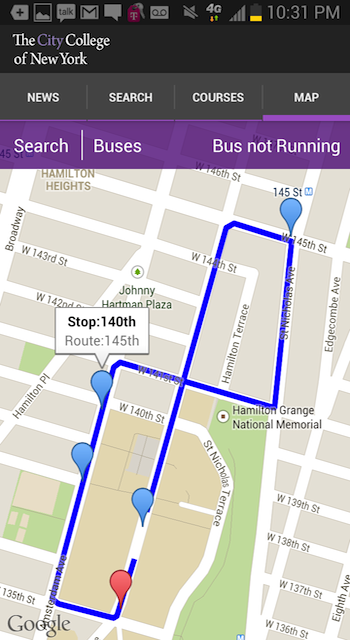 talk
4G
10:31 PM
The City College
of New York
NEWS
SEARCH
COURSES
MAP
Search
Buses
Bus not Running
W 146th St
HAMILTON
HEIGHTS
145 St M
Broadway
W 145th St
W 143rd St
W 144th St
Johnny
Hartman Plaza
W 142nd St
St Nicholas Ave
Edgecombe Ave
Hamilton Terrace
Stop:140th
Route:145th
W 141st St
Hamilton Pl
W 140th St
Hamilton Grange
National Memorial
St Nicholas Terrace
W 139th St
W 138th St
W 137th St
Eighth Ave
W 136th St
Amsterdam Ave
135th St
Google